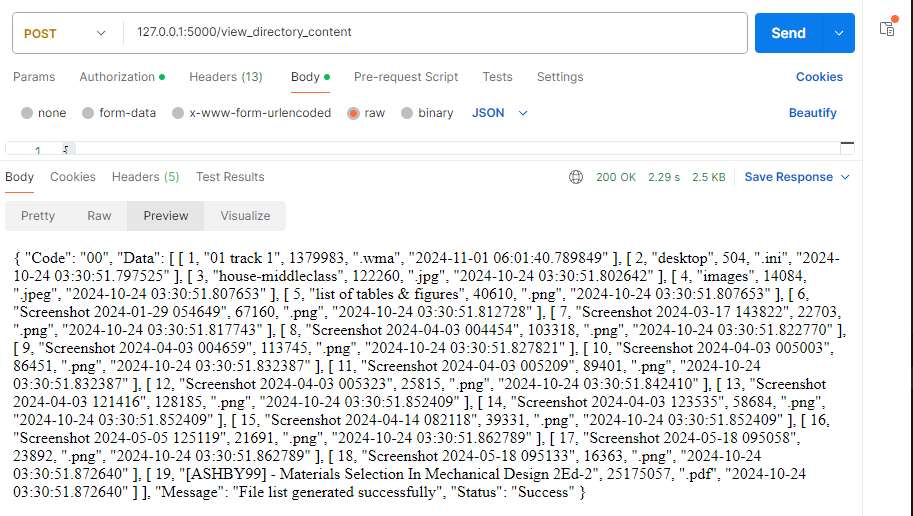 POST
127.0.0.1:5000/view_directory_content
Send
Params Authorization Headers (13) Body Pre-request Script Tests Settings Cookies
none form-data x-www-form-urlencoded raw binary JSON Beautify
1 {
Body Cookies Headers (5) Test Results 200 OK 2.29 s 2.5 KB Save Response
Pretty Raw Preview Visualize
{ "Code": "00", "Data": [ [ 1, "01 track 1", 1379983, ".wma", "2024-11-01 06:01:40.789849" ], [ 2, "desktop", 504, ".ini", "2024-
10-24 03:30:51.797525" ], [ 3, "house-middleclass", 122260, ".jpg", "2024-10-24 03:30:51.802642" ], [ 4, "images", 14084,
".jpeg", "2024-10-24 03:30:51.807653" ], [ 5, "list of tables & figures", 40610, ".png", "2024-10-24 03:30:51.807653" ], [ 6,
"Screenshot 2024-01-29 054649", 67160, ".png", "2024-10-24 03:30:51.812728" ], [ 7, "Screenshot 2024-03-17 143822", 22703,
".png", "2024-10-24 03:30:51.817743" ], [ 8, "Screenshot 2024-04-03 004454", 103318, ".png", "2024-10-24 03:30:51.822770" ],
[ 9, "Screenshot 2024-04-03 004659", 113745, ".png", "2024-10-24 03:30:51.827821" ], [ 10, "Screenshot 2024-04-03 005003",
86451, ".png", "2024-10-24 03:30:51.832387" ], [ 11, "Screenshot 2024-04-03 005209", 89401, ".png", "2024-10-24
03:30:51.832387" ], [ 12, "Screenshot 2024-04-03 005323", 25815, ".png", "2024-10-24 03:30:51.842410" ], [ 13, "Screenshot
2024-04-03 121416", 128185, ".png", "2024-10-24 03:30:51.852409" ], [ 14, "Screenshot 2024-04-03 123535", 58684, ".png",
"2024-10-24 03:30:51.852409" ], [ 15, "Screenshot 2024-04-14 082118", 39331, ".png", "2024-10-24 03:30:51.852409" ], [ 16,
"Screenshot 2024-05-05 125119", 21691, ".png", "2024-10-24 03:30:51.862789" ], [ 17, "Screenshot 2024-05-18 095058",
23892, ".png", "2024-10-24 03:30:51.862789" ], [ 18, "Screenshot 2024-05-18 095133", 16363, ".png", "2024-10-24
03:30:51.872640" ], [ 19, "[ASHBY99] - Materials Selection In Mechanical Design 2Ed-2", 25175057, ".pdf", "2024-10-24
03:30:51.872640" ] ], "Message": "File list generated successfully", "Status": "Success" }